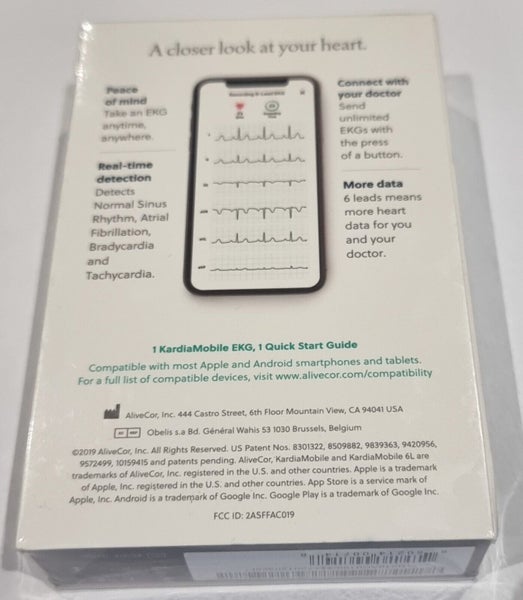 A closer look at your heart.
Peace
of mind
Take an EKG
anytime,
anywhere.
Real-time
detection
Detects
Normal Sinus
Rhythm, Atrial
Fibrillation,
Bradycardia
and
Tachycardia.
Connect with
your doctor
Send
unlimited
EKGs with
the press
of a button.
More data
6 leads means
more heart
data for you
and your
doctor.
1 KardiaMobile EKG, 1 Quick Start Guide
Compatible with most Apple and Android smartphones and tablets.
For a full list of compatible devices, visit www.alivecor.com/compatibility
AliveCor, Inc. 444 Castro Street, 6th Floor Mountain View, CA 94041 USA
Obelis s.a Bd. Général Wahis 53 1030 Brussels, Belgium
©2019 AliveCor, Inc. All Rights Reserved. US Patent Nos. 8301322, 8509882, 9839363, 9420956,
9572499, 10159415 and patents pending. AliveCor, KardiaMobile and KardiaMobile 6L are
trademarks of AliveCor, Inc. registered in the U.S. and other countries. Apple is a trademark
of Apple, Inc. registered in the U.S. and other countries. App Store is a service mark of
Apple, Inc. Android is a trademark of Google Inc. Google Play is a trademark of Google Inc.
FCC ID: 2ASFFAC019